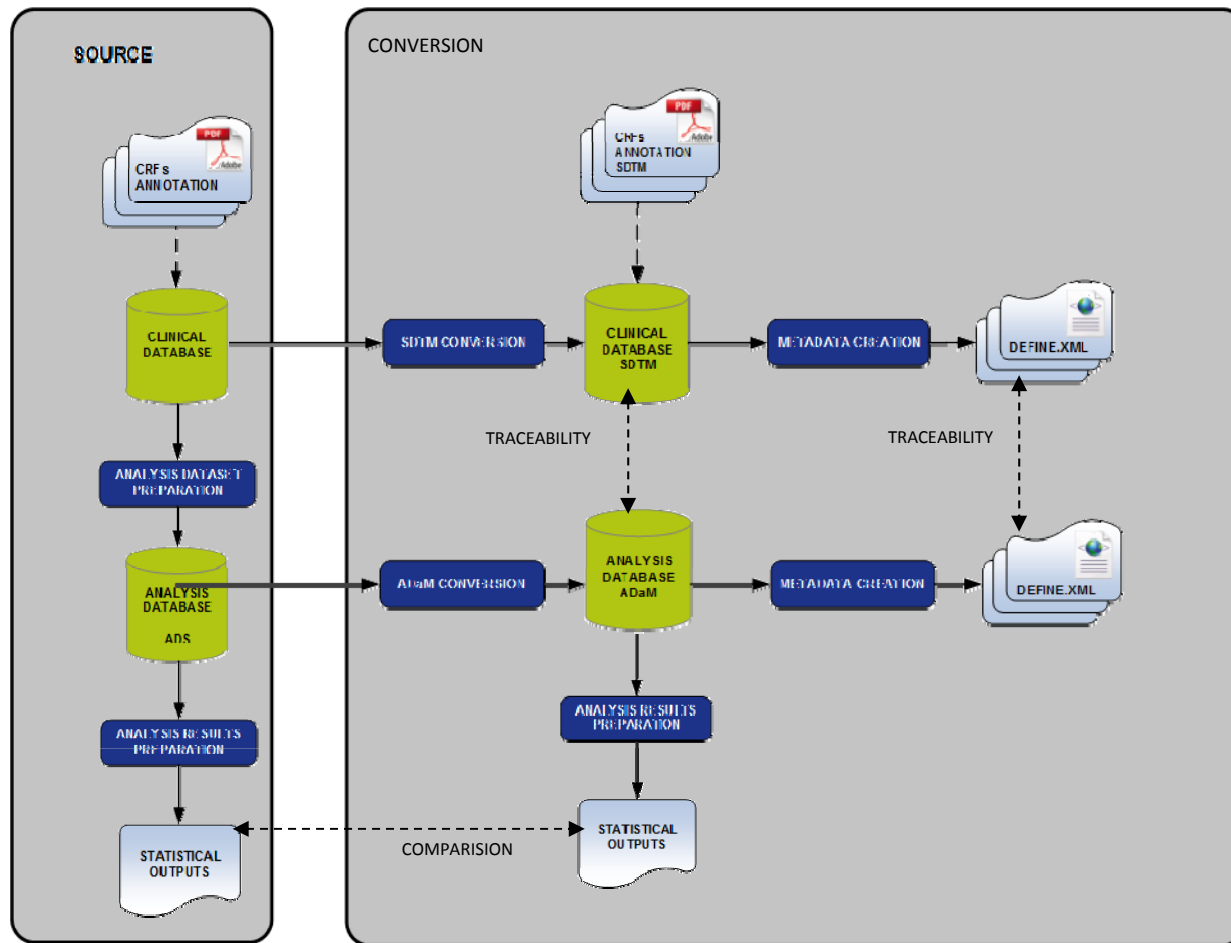 SOURCE
PDF
Adobe
CRFs
ANNOTATION
CLINICAL
DATABASE
ANALYSIS DATASET
PREPARATION
ANALYSIS
DATABASE
ADS
ANALYSIS RESULTS
PREPARATION
STATISTICAL
OUTPUTS
CONVERSION
PDF
Adobe
CRFs
ANNOTATION
SDTM
SDTM CONVERSION
CLINICAL
DATABASE
SDTM
METADADA CREATION
DEFINE.XML
TRACEABILITY
TRACEABILITY
ADaM CONVERSION
ANALYSIS
DATABASE
ADaM
METADADA CREATION
DEFINE.XML
ANALYSIS RESULTS
PREPARATION
STATISTICAL
OUTPUTS
COMPARISION